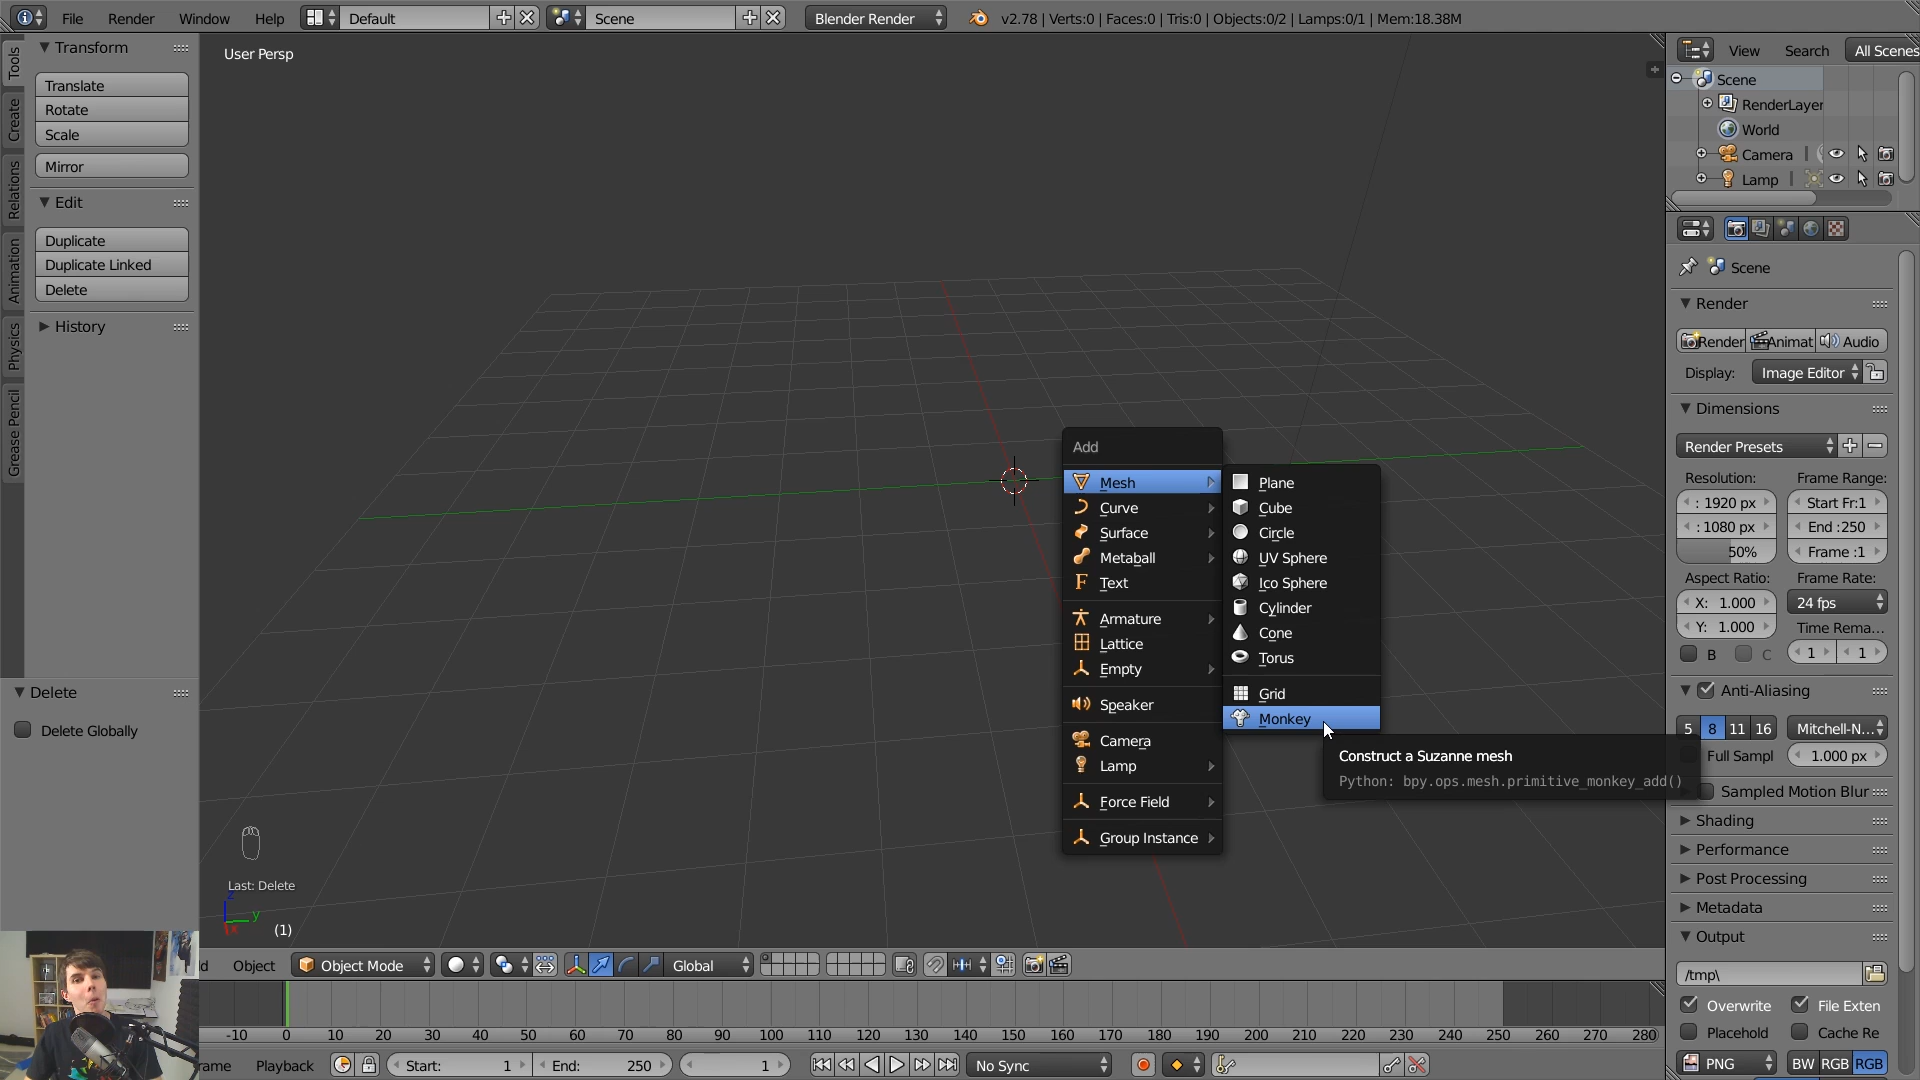 File Render Window Help Default Scene Blender Render v2.78 | Verts:0 | Faces:0 | Tris:0 | Objects:0/2 | Lamps:0/1 | Mem:18.38M
Tools
Create
Relations
Animation
Physics
Grease Pencil
Transform
Translate
Rotate
Scale
Mirror
Edit
Duplicate
Duplicate Linked
Delete
History
Delete
Delete Globally
User Persp
Add
Mesh
Curve
Surface
Metaball
F Text
Armature
Lattice
Empty
Speaker
Camera
Lamp
Force Field
Group Instance
Plane
Cube
Circle
UV Sphere
Ico Sphere
Cylinder
Cone
Torus
Grid
Monkey
Construct a Suzanne mesh
Python: bpy.ops.mesh.primitive_monkey_add()
Last: Delete
z
y
x
(1)
View Search All Scenes
Scene
RenderLayer
World
Camera |
Lamp |
Scene
Render
Render Animat Audio
Display: Image Editor
Dimensions
Render Presets
Resolution: Frame Range:
: 1920 px Start Fr:1
: 1080 px End :250
50% Frame :1
Aspect Ratio: Frame Rate:
X: 1.000 24 fps
Y: 1.000 Time Rema...
B C 1 1
Anti-Aliasing
5 8 11 16 Mitchell-N...
Full Sampl 1.000 px
Sampled Motion Blur
Shading
Performance
Post Processing
Metadata
Output
/tmp\
Overwrite File Exten
Placehold Cache Re
PNG BW RGB RGB
ld Object Object Mode Global
-10 0 10 20 30 40 50 60 70 80 90 100 110 120 130 140 150 160 170 180 190 200 210 220 230 240 250 260 270 280
rame Playback Start: 1 End: 250 1 No Sync